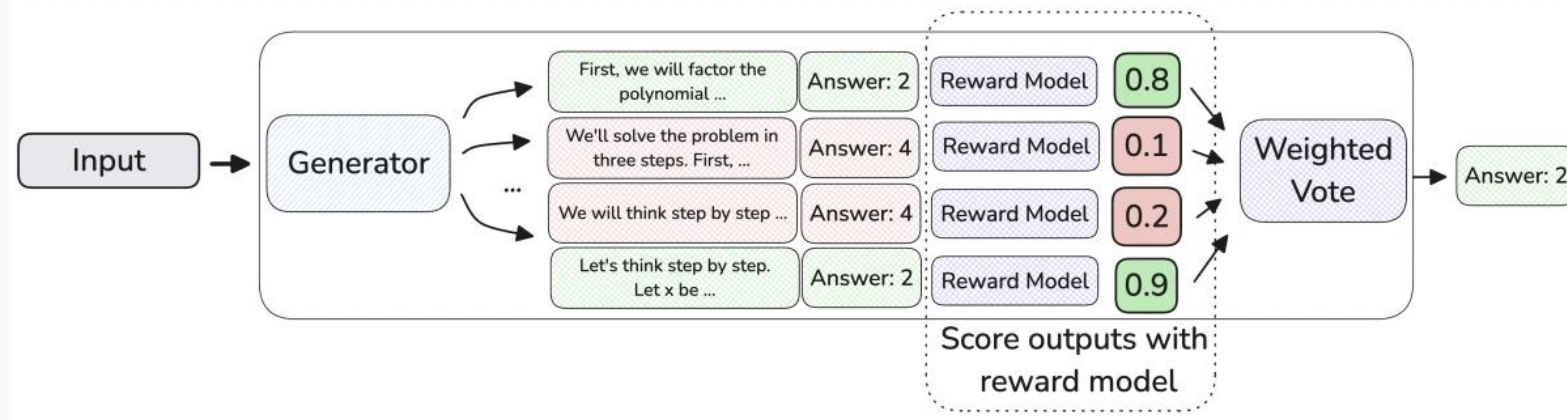 Input
Generator
...
First, we will factor the
polynomial ...
Answer: 2
Reward Model
0.8
We'll solve the problem in
three steps. First, ...
Answer: 4
Reward Model
0.1
We will think step by step ...
Answer: 4
Reward Model
0.2
Let's think step by step.
Let x be ...
Answer: 2
Reward Model
0.9
Score outputs with
reward model
Weighted
Vote
Answer: 2